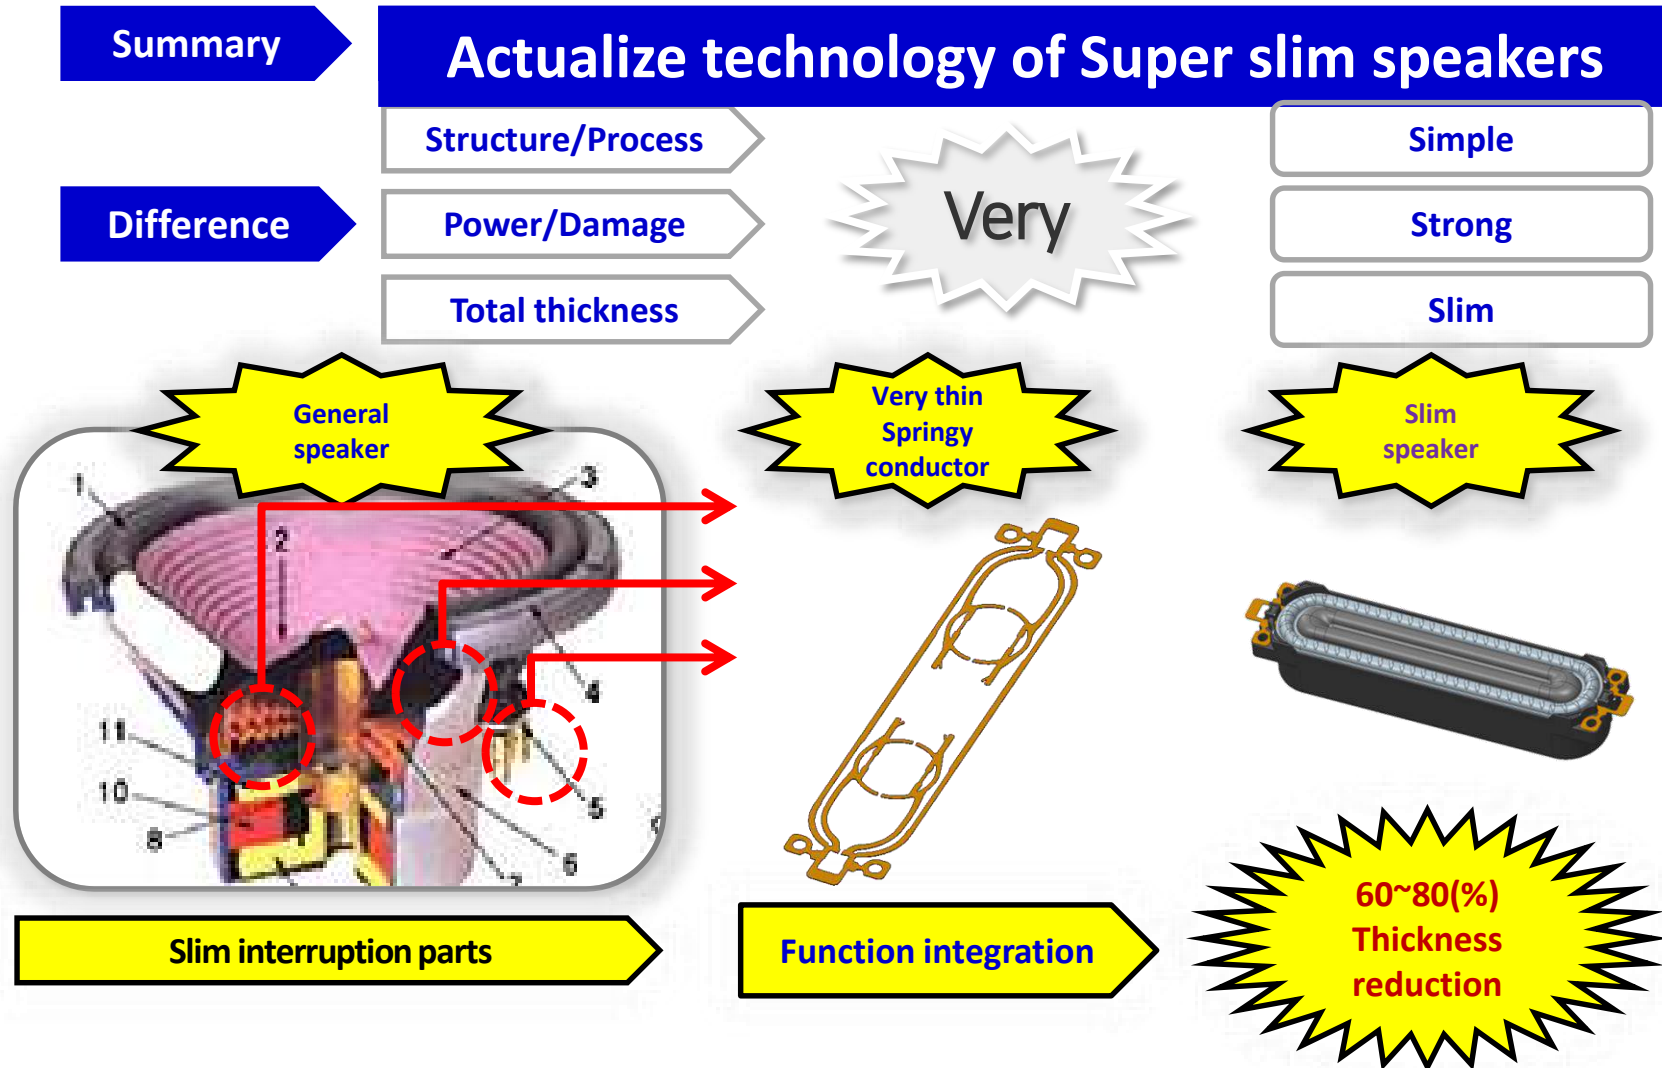 Summary
Actualize technology of Super slim speakers
Structure/Process
Simple
Difference
Power/Damage
Very
Strong
Total thickness
Slim
General
speaker
Very thin
Springy
conductor
Slim
speaker
1
3
2
4
11
10
5
8
6
7
Slim interruption parts
Function integration
60~80(%)
Thickness
reduction